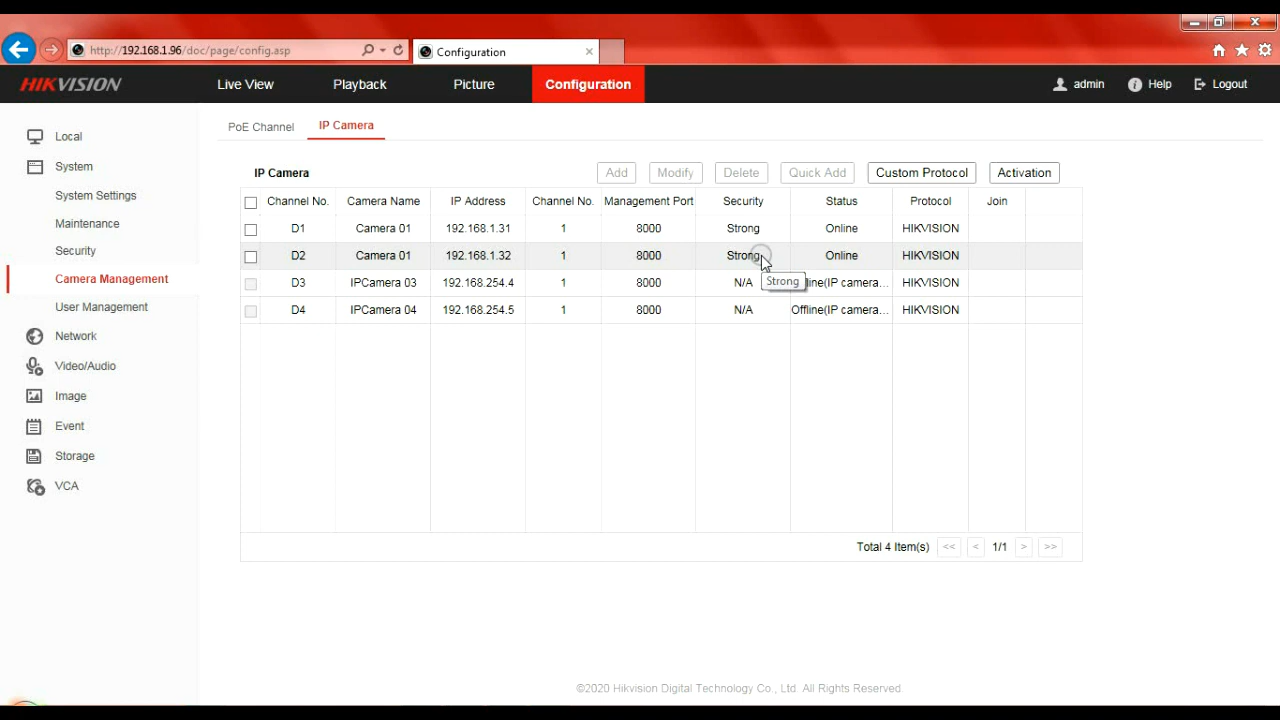 http://192.168.1.96/doc/page/config.asp
Configuration
HIKVISION
Live View
Playback
Picture
Configuration
admin
Help
Logout
Local
System
System Settings
Maintenance
Security
Camera Management
User Management
Network
Video/Audio
Image
Event
Storage
VCA
PoE Channel
IP Camera
IP Camera
Add
Modify
Delete
Quick Add
Custom Protocol
Activation
Channel No. Camera Name IP Address Channel No. Management Port Security Status Protocol Join
D1 Camera 01 192.168.1.31 1 8000 Strong Online HIKVISION
D2 Camera 01 192.168.1.32 1 8000 Strong Online HIKVISION
D3 IPCamera 03 192.168.254.4 1 8000 N/A line(IP camera... HIKVISION
Strong
D4 IPCamera 04 192.168.254.5 1 8000 N/A Offline(IP camera... HIKVISION
Total 4 Item(s) << < 1/1 > >>
©2020 Hikvision Digital Technology Co., Ltd. All Rights Reserved.